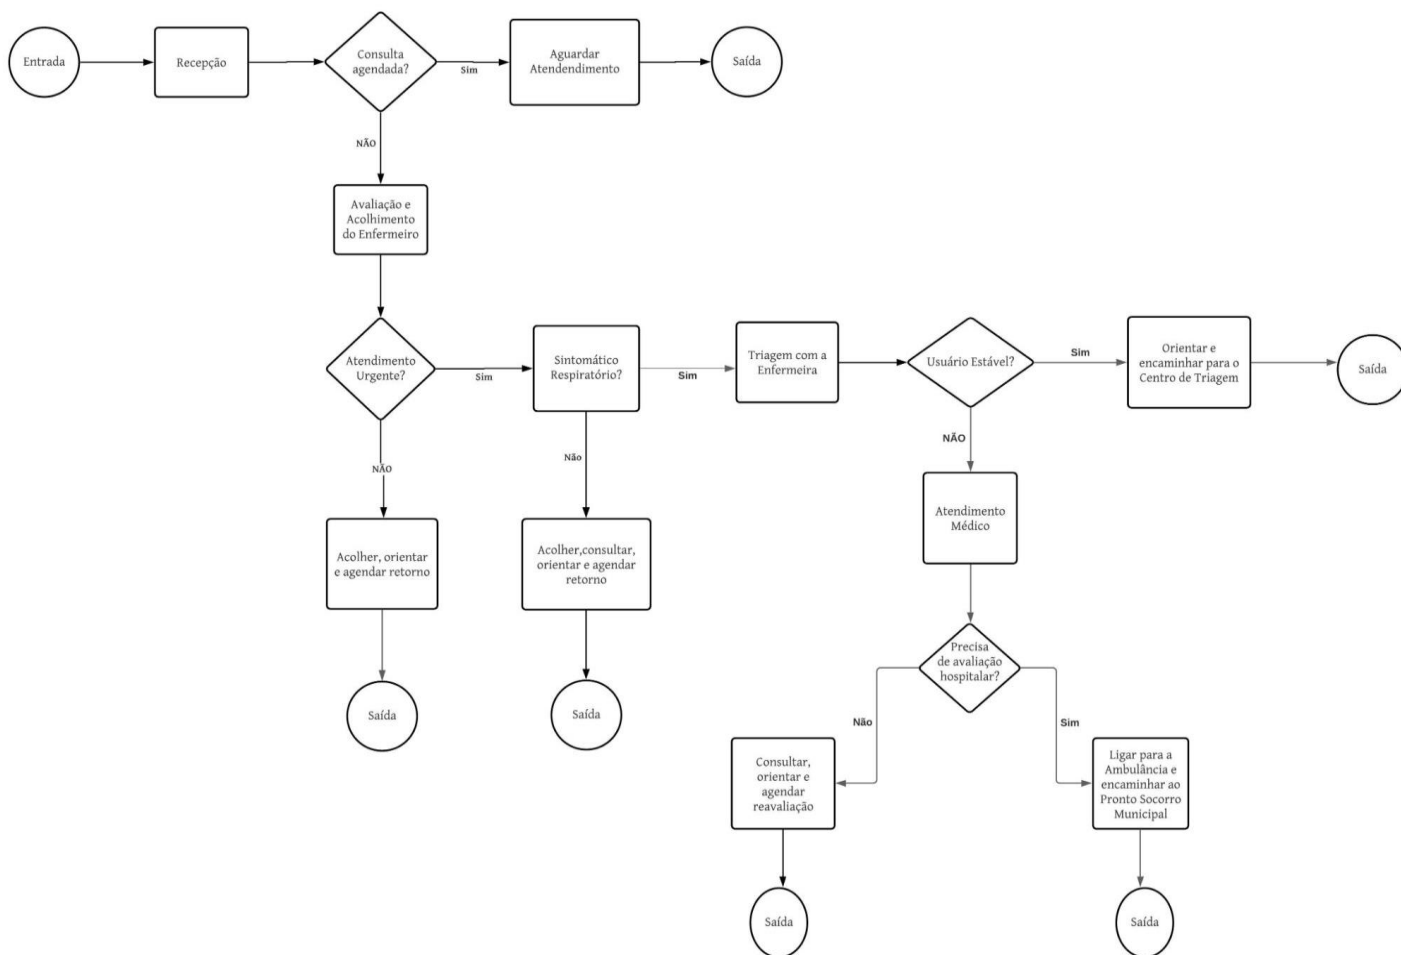 Entrada
Recepção
Consulta
agendada?
Sim
Aguardar
Atendendimento
Saída
NÃO
Avaliação e
Acolhimento
do Enfermeiro
Atendimento
Urgente?
Sim
Sintomático
Respiratório?
Sim
Triagem com a
Enfermeira
Usuário Estável?
Sim
Orientar e
encaminhar para o
Centro de Triagem
Saída
NÃO
Não
NÃO
Acolher, orientar
e agendar retorno
Acolher,consultar,
orientar e agendar
retorno
Atendimento
Médico
Saída
Saída
Precisa
de avaliação
hospitalar?
Não
Sim
Consultar,
orientar e
agendar
reavaliação
Ligar para a
Ambulância e
encaminhar ao
Pronto Socorro
Municipal
Saída
Saída